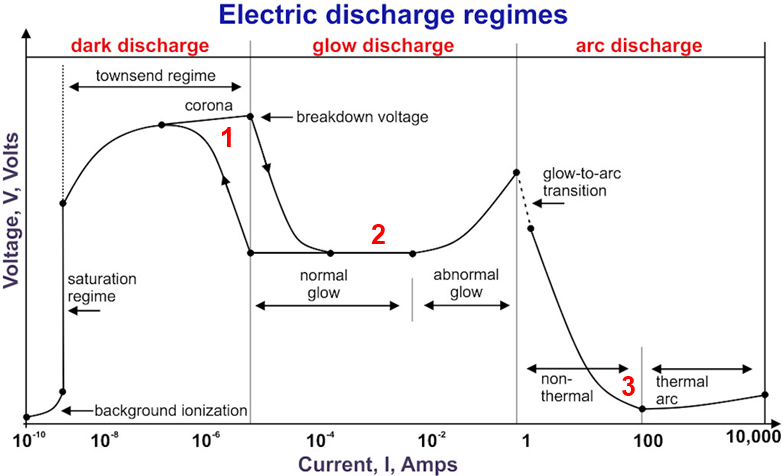 Electric discharge regimes
dark discharge
glow discharge
arc discharge
townsend regime
corona
1
breakdown voltage
glow-to-arc
transition
Voltage, V, Volts
2
saturation
regime
normal
glow
abnormal
glow
non-
thermal
3
thermal
arc
background ionization
10-10
10-8
10-6
10-4
10-2
1
100
10,000
Current, I, Amps